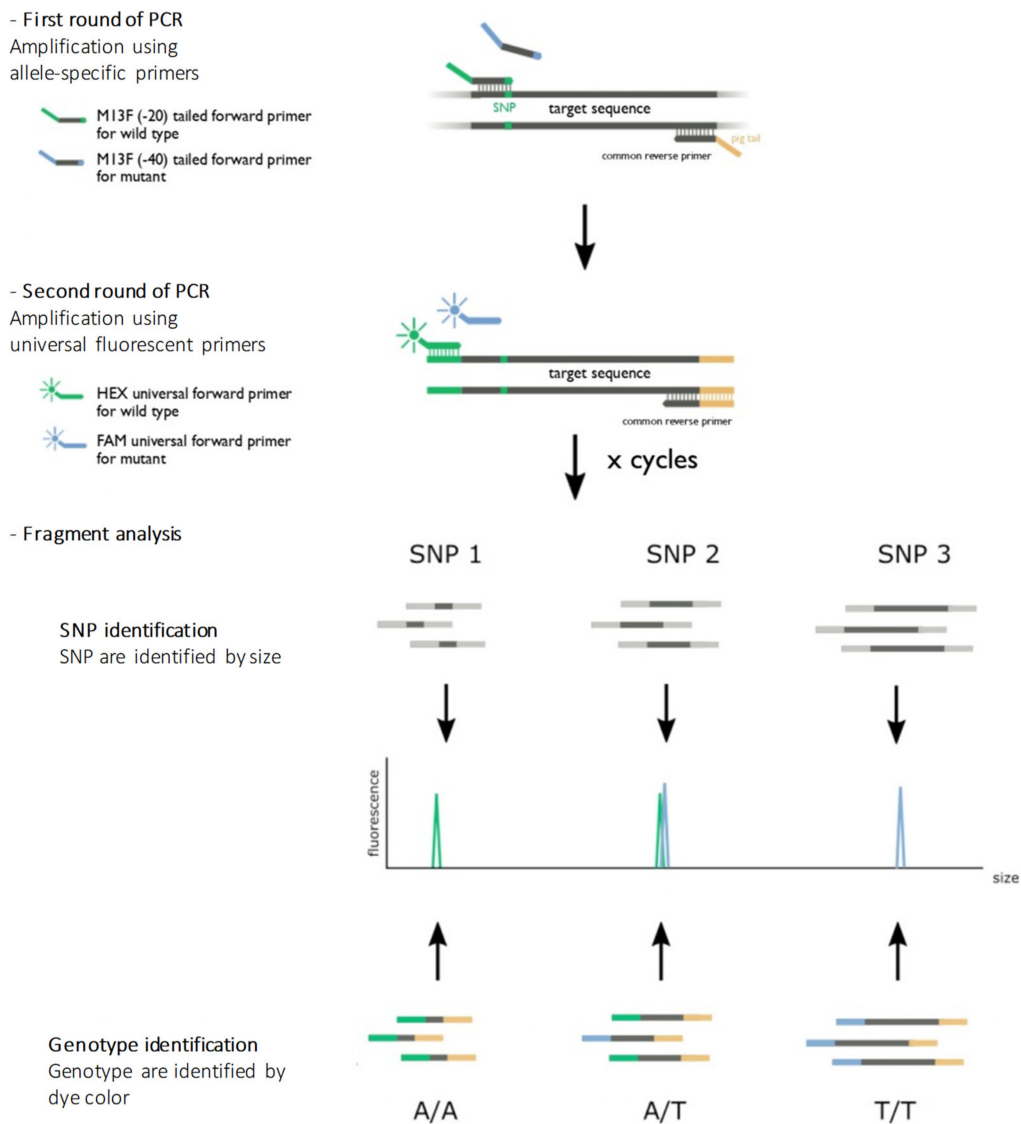 - First round of PCR
Amplification using
allele-specific primers
M13F (-20) tailed forward primer
for wild type
M13F (-40) tailed forward primer
for mutant
SNP
target sequence
common reverse primer
pig tail
- Second round of PCR
Amplification using
universal fluorescent primers
HEX universal forward primer
for wild type
FAM universal forward primer
for mutant
target sequence
common reverse primer
x cycles
- Fragment analysis
SNP 1
SNP 2
SNP 3
SNP identification
SNP are identified by size
fluorescence
size
Genotype identification
Genotype are identified by
dye color
A/A
A/T
T/T